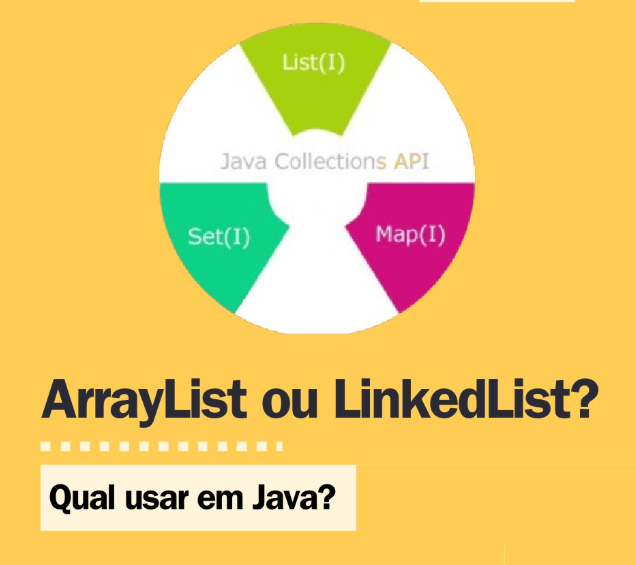 List(I)
Java Collections API
Set(I)
Map(I)
ArrayList ou LinkedList?
Qual usar em Java?